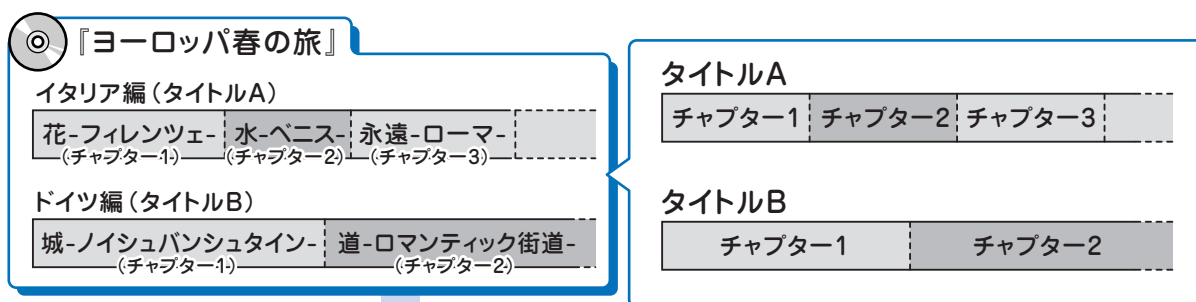 『ヨーロッパ春の旅』
イタリア編(タイトルA)
花-フィレンツェ- 水-ベニス- 永遠-ローマ-
(チャプター1) (チャプター2) (チャプター3)
ドイツ編(タイトルB)
城-ノイシュバンシュタイン- 道-ロマンティック街道-
(チャプター1) (チャプター2)
タイトルA
チャプター1 チャプター2 チャプター3
タイトルB
チャプター1 チャプター2